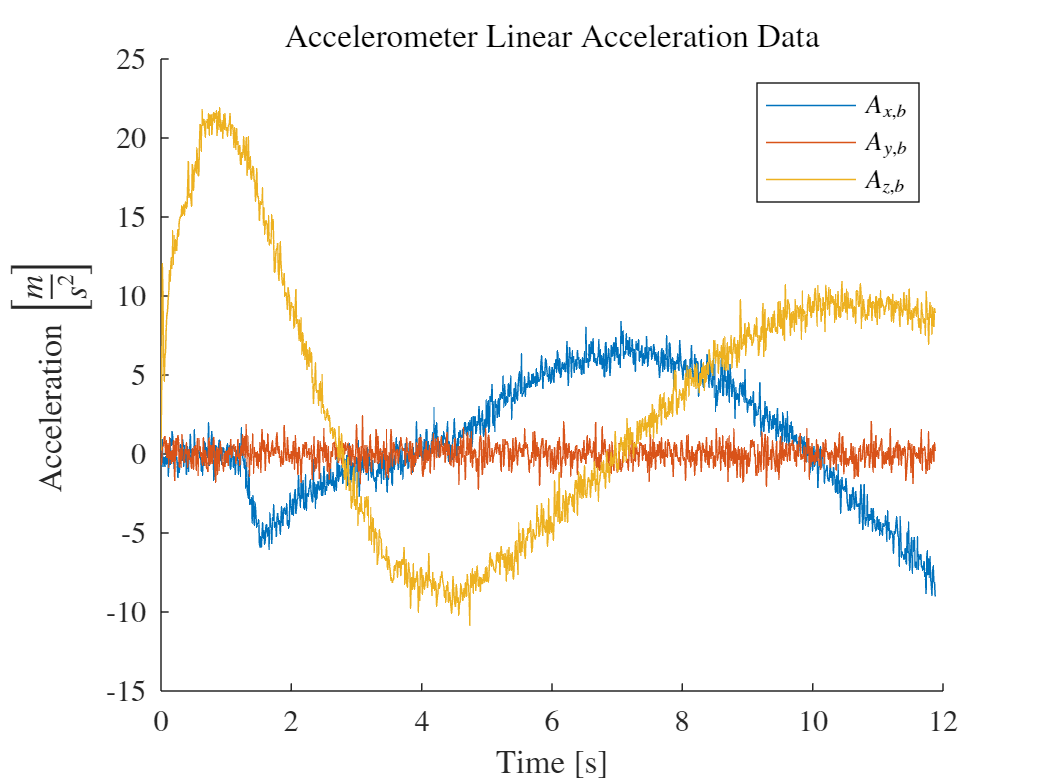 Accelerometer Linear Acceleration Data
25
20
15
10
5
0
-5
-10
-15
Acceleration [m/s²]
A_{x,b}
A_{y,b}
A_{z,b}
0 2 4 6 8 10 12
Time [s]